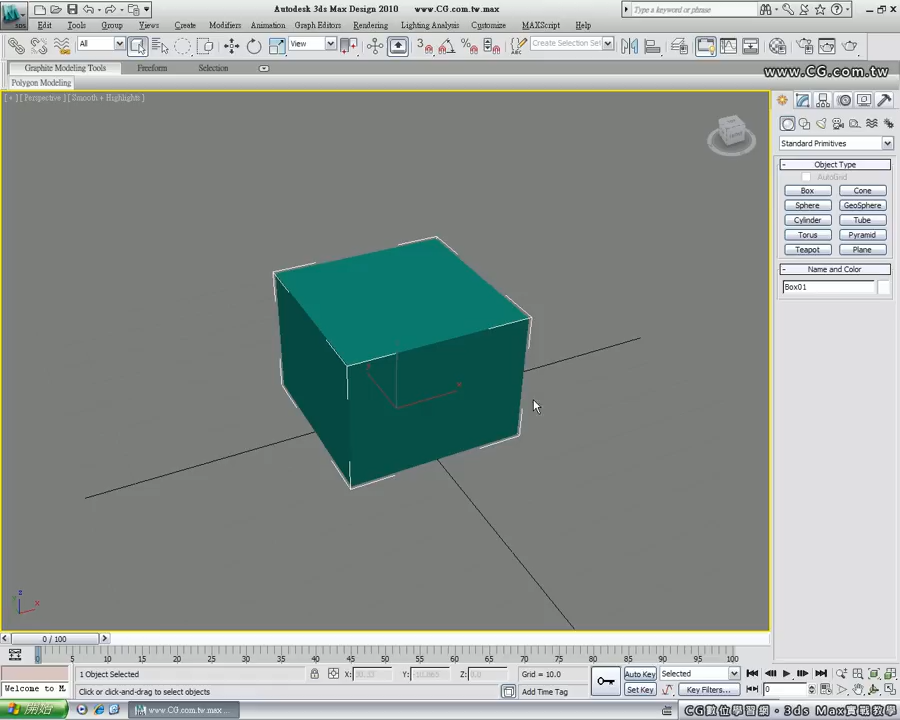 Autodesk 3ds Max Design 2010 www.CG.com.tw.max
Type a keyword or phrase
Edit Tools Group Views Create Modifiers Animation Graph Editors Rendering Lighting Analysis Customize MAXScript Help
All View Create Selection Set
Graphite Modeling Tools Freeform Selection
www.CG.com.tw
Polygon Modeling
[ + ] [ Perspective ] [ Smooth + Highlights ]
Standard Primitives
Object Type
AutoGrid
Box Cone
Sphere GeoSphere
Cylinder Tube
Torus Pyramid
Teapot Plane
Name and Color
Box01
0 / 100
0 5 10 15 20 25 30 35 40 45 50 55 60 65 70 75 80 85 90 95 100
1 Object Selected X: Y: Z: Grid = 10.0 Auto Key Selected
Welcome to M Click or click-and-drag to select objects Add Time Tag Set Key Key Filters... 0
開始 www.CG.com.tw.max ... CG數位學習網·3ds Max實戰教學